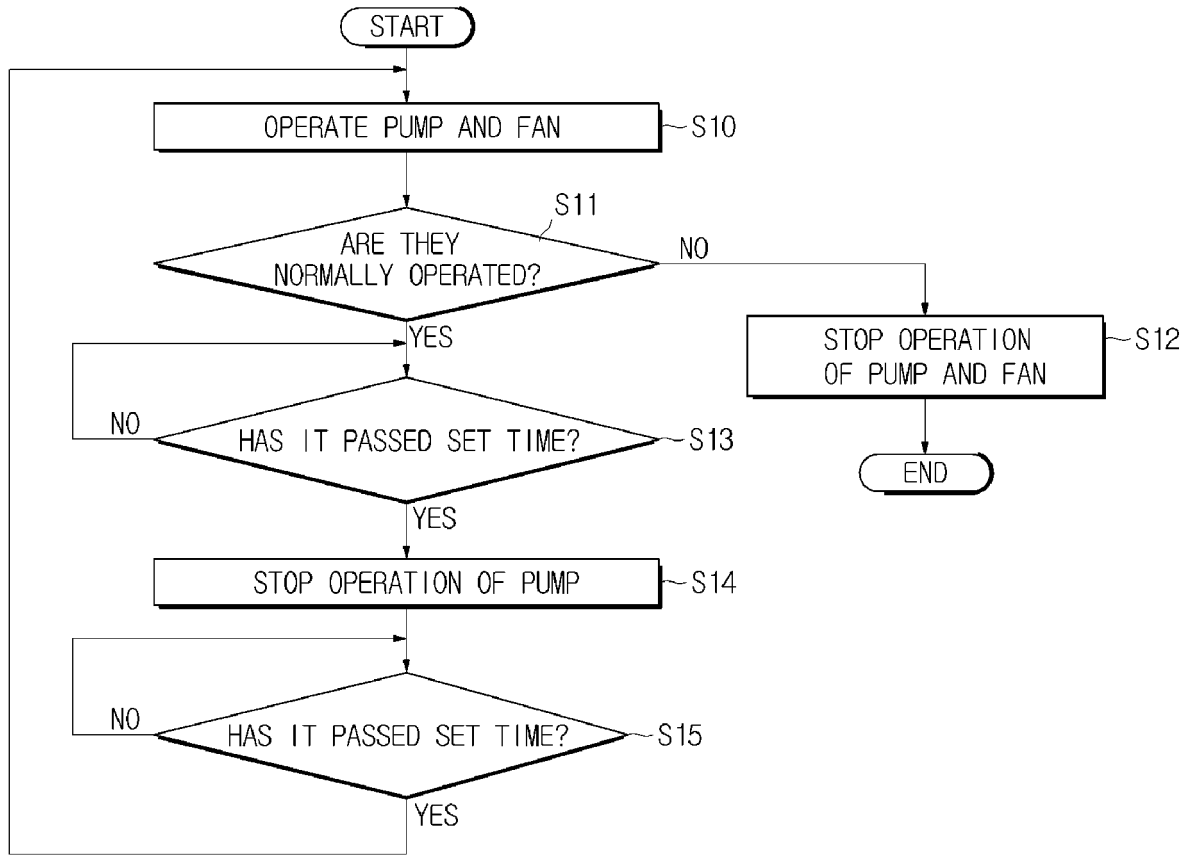 START
OPERATE PUMP AND FAN
S10
S11
ARE THEY
NORMALLY OPERATED?
NO
YES
STOP OPERATION
OF PUMP AND FAN
S12
END
HAS IT PASSED SET TIME?
NO
S13
YES
STOP OPERATION OF PUMP
S14
HAS IT PASSED SET TIME?
NO
S15
YES